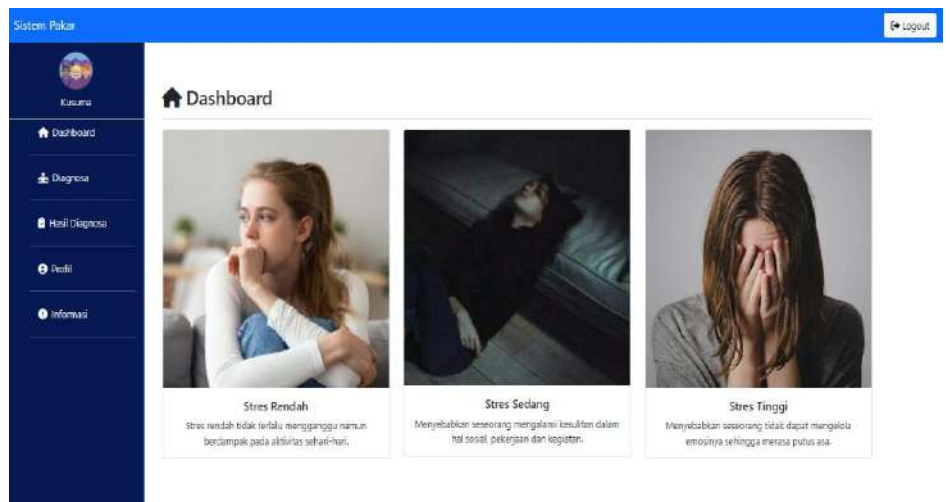 Sistem Pakar
Logout
Kusuma
Dashboard
Dashboard
Diagnosa
Hasil Diagnosa
Profil
Informasi
Stres Rendah
Stres rendah tidak terlalu mengganggu namun
berdampak pada aktivitas sehari-hari.
Stres Sedang
Menyebabkan seseorang mengalami kesulitan dalam
hal sosial, pekerjaan dan kegiatan.
Stres Tinggi
Menyebabkan seseorang tidak dapat mengelola
emosinya sehingga merasa putus asa.